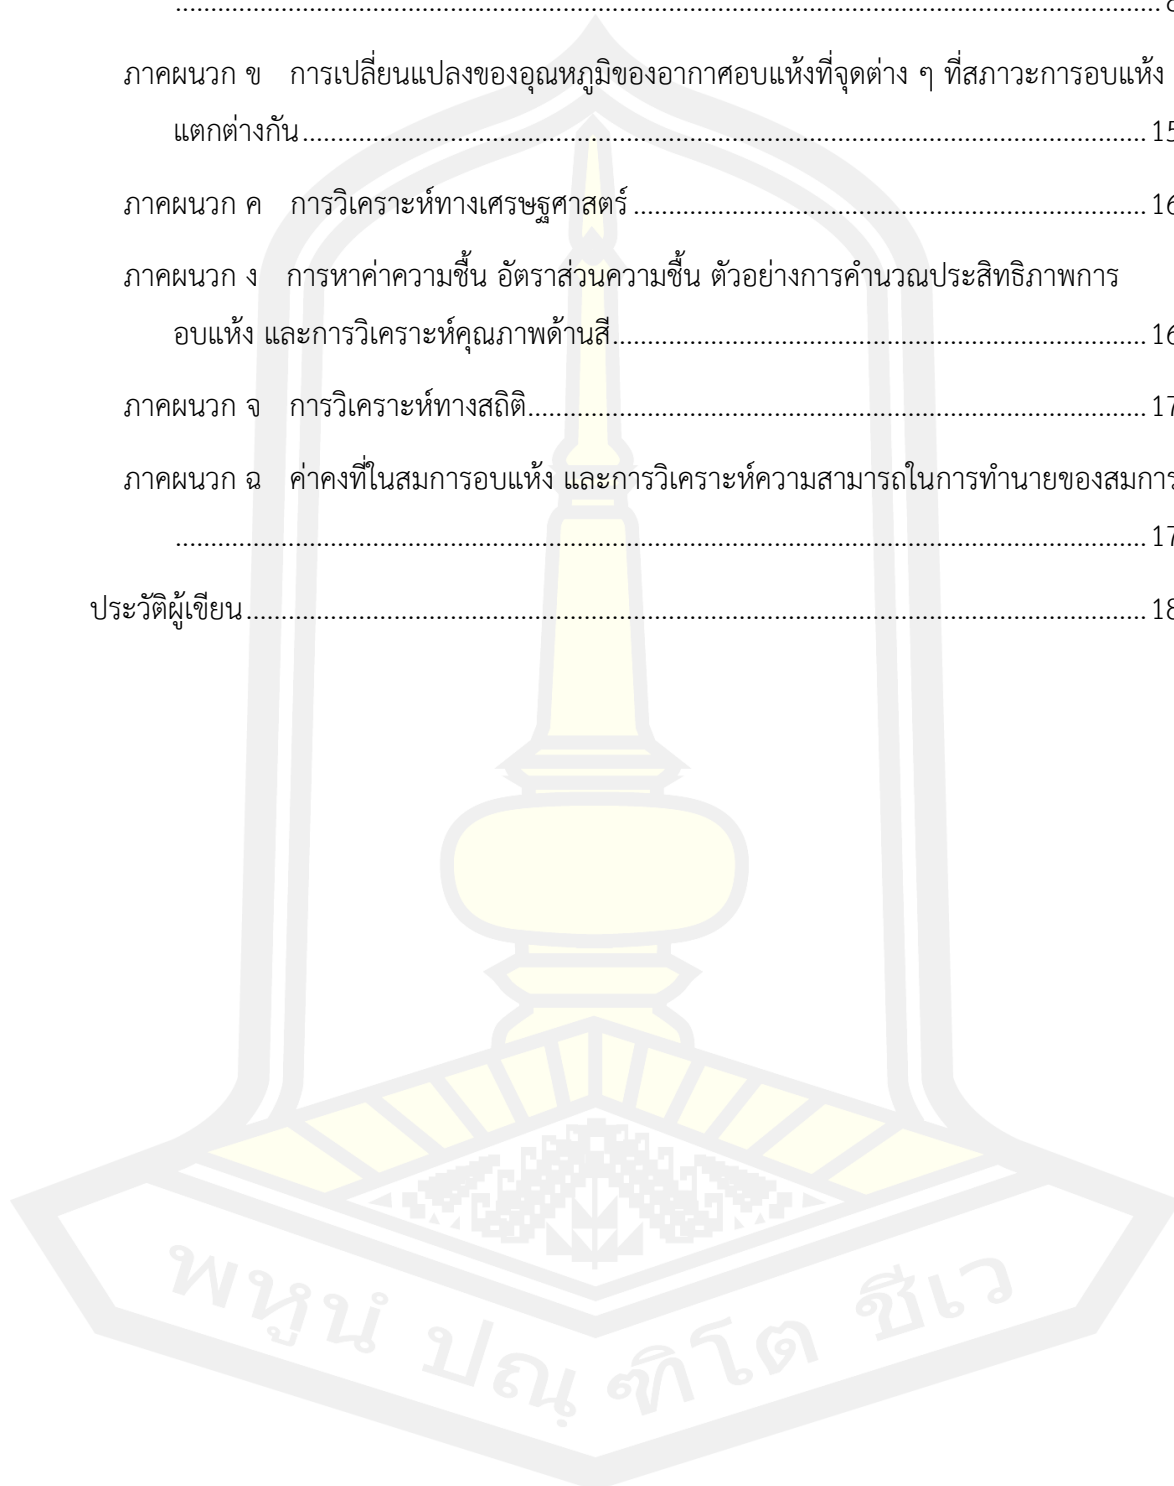 ........................................................................................................................................
ภาคผนวก ข การเปลี่ยนแปลงของอุณหภูมิของอากาศอบแห้งที่จุดต่าง ๆ ที่สภาวะการอบแห้ง
แตกต่างกัน........................................................................................................................ 15
ภาคผนวก ค การวิเคราะห์ทางเศรษฐศาสตร์........................................................................ 16
ภาคผนวก ง การหาค่าความชื้น อัตราส่วนความชื้น ตัวอย่างการคำนวณประสิทธิภาพการ
อบแห้ง และการวิเคราะห์คุณภาพด้านสี............................................................................ 16
ภาคผนวก จ การวิเคราะห์ทางสถิติ....................................................................................... 17
ภาคผนวก ฉ ค่าคงที่ในสมการอบแห้ง และการวิเคราะห์ความสามารถในการทำนายของสมการ
........................................................................................................................................ 17
ประวัติผู้เขียน................................................................................................................................ 18
พหูนํ ปณฺฑิโต ชีเว